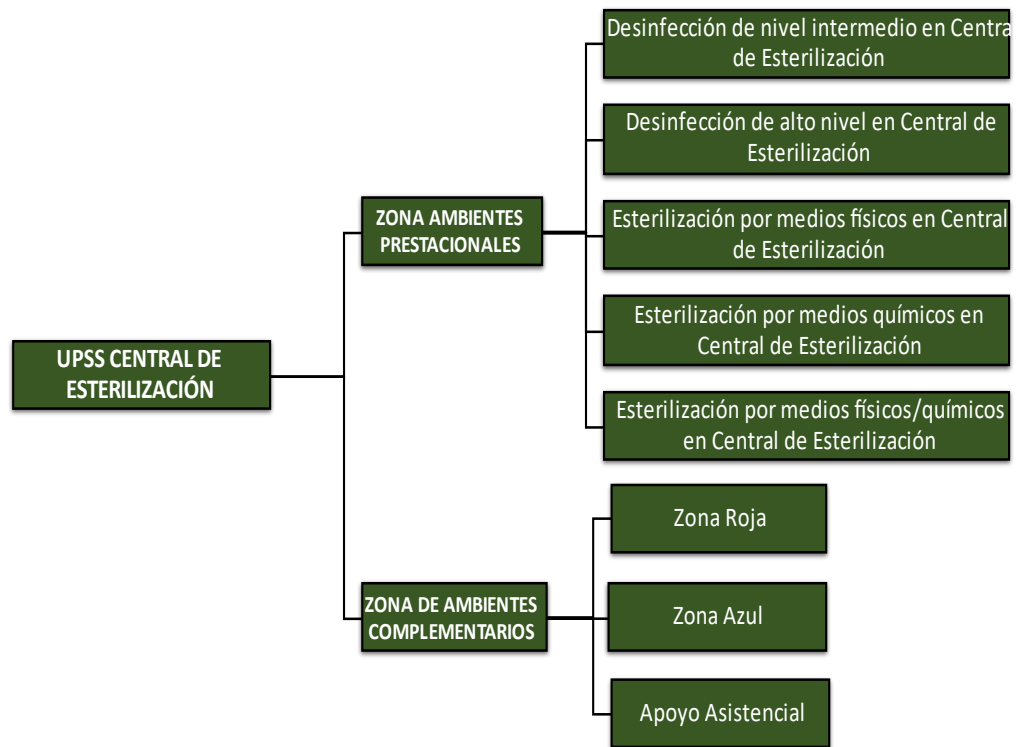 UPSS CENTRAL DE
ESTERILIZACIÓN
ZONA AMBIENTES
PRESTACIONALES
Desinfección de nivel intermedio en Centra
de Esterilización
Desinfección de alto nivel en Central de
Esterilización
Esterilización por medios físicos en Central
de Esterilización
Esterilización por medios químicos en
Central de Esterilización
Esterilización por medios físicos/químicos
en Central de Esterilización
ZONA DE AMBIENTES
COMPLEMENTARIOS
Zona Roja
Zona Azul
Apoyo Asistencial